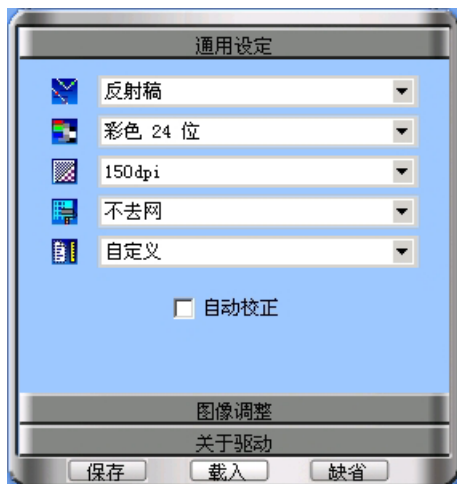 通用设定
反射稿
彩色 24 位
150dpi
不去网
自定义
自动校正
图像调整
关于驱动
保存 载入 缺省